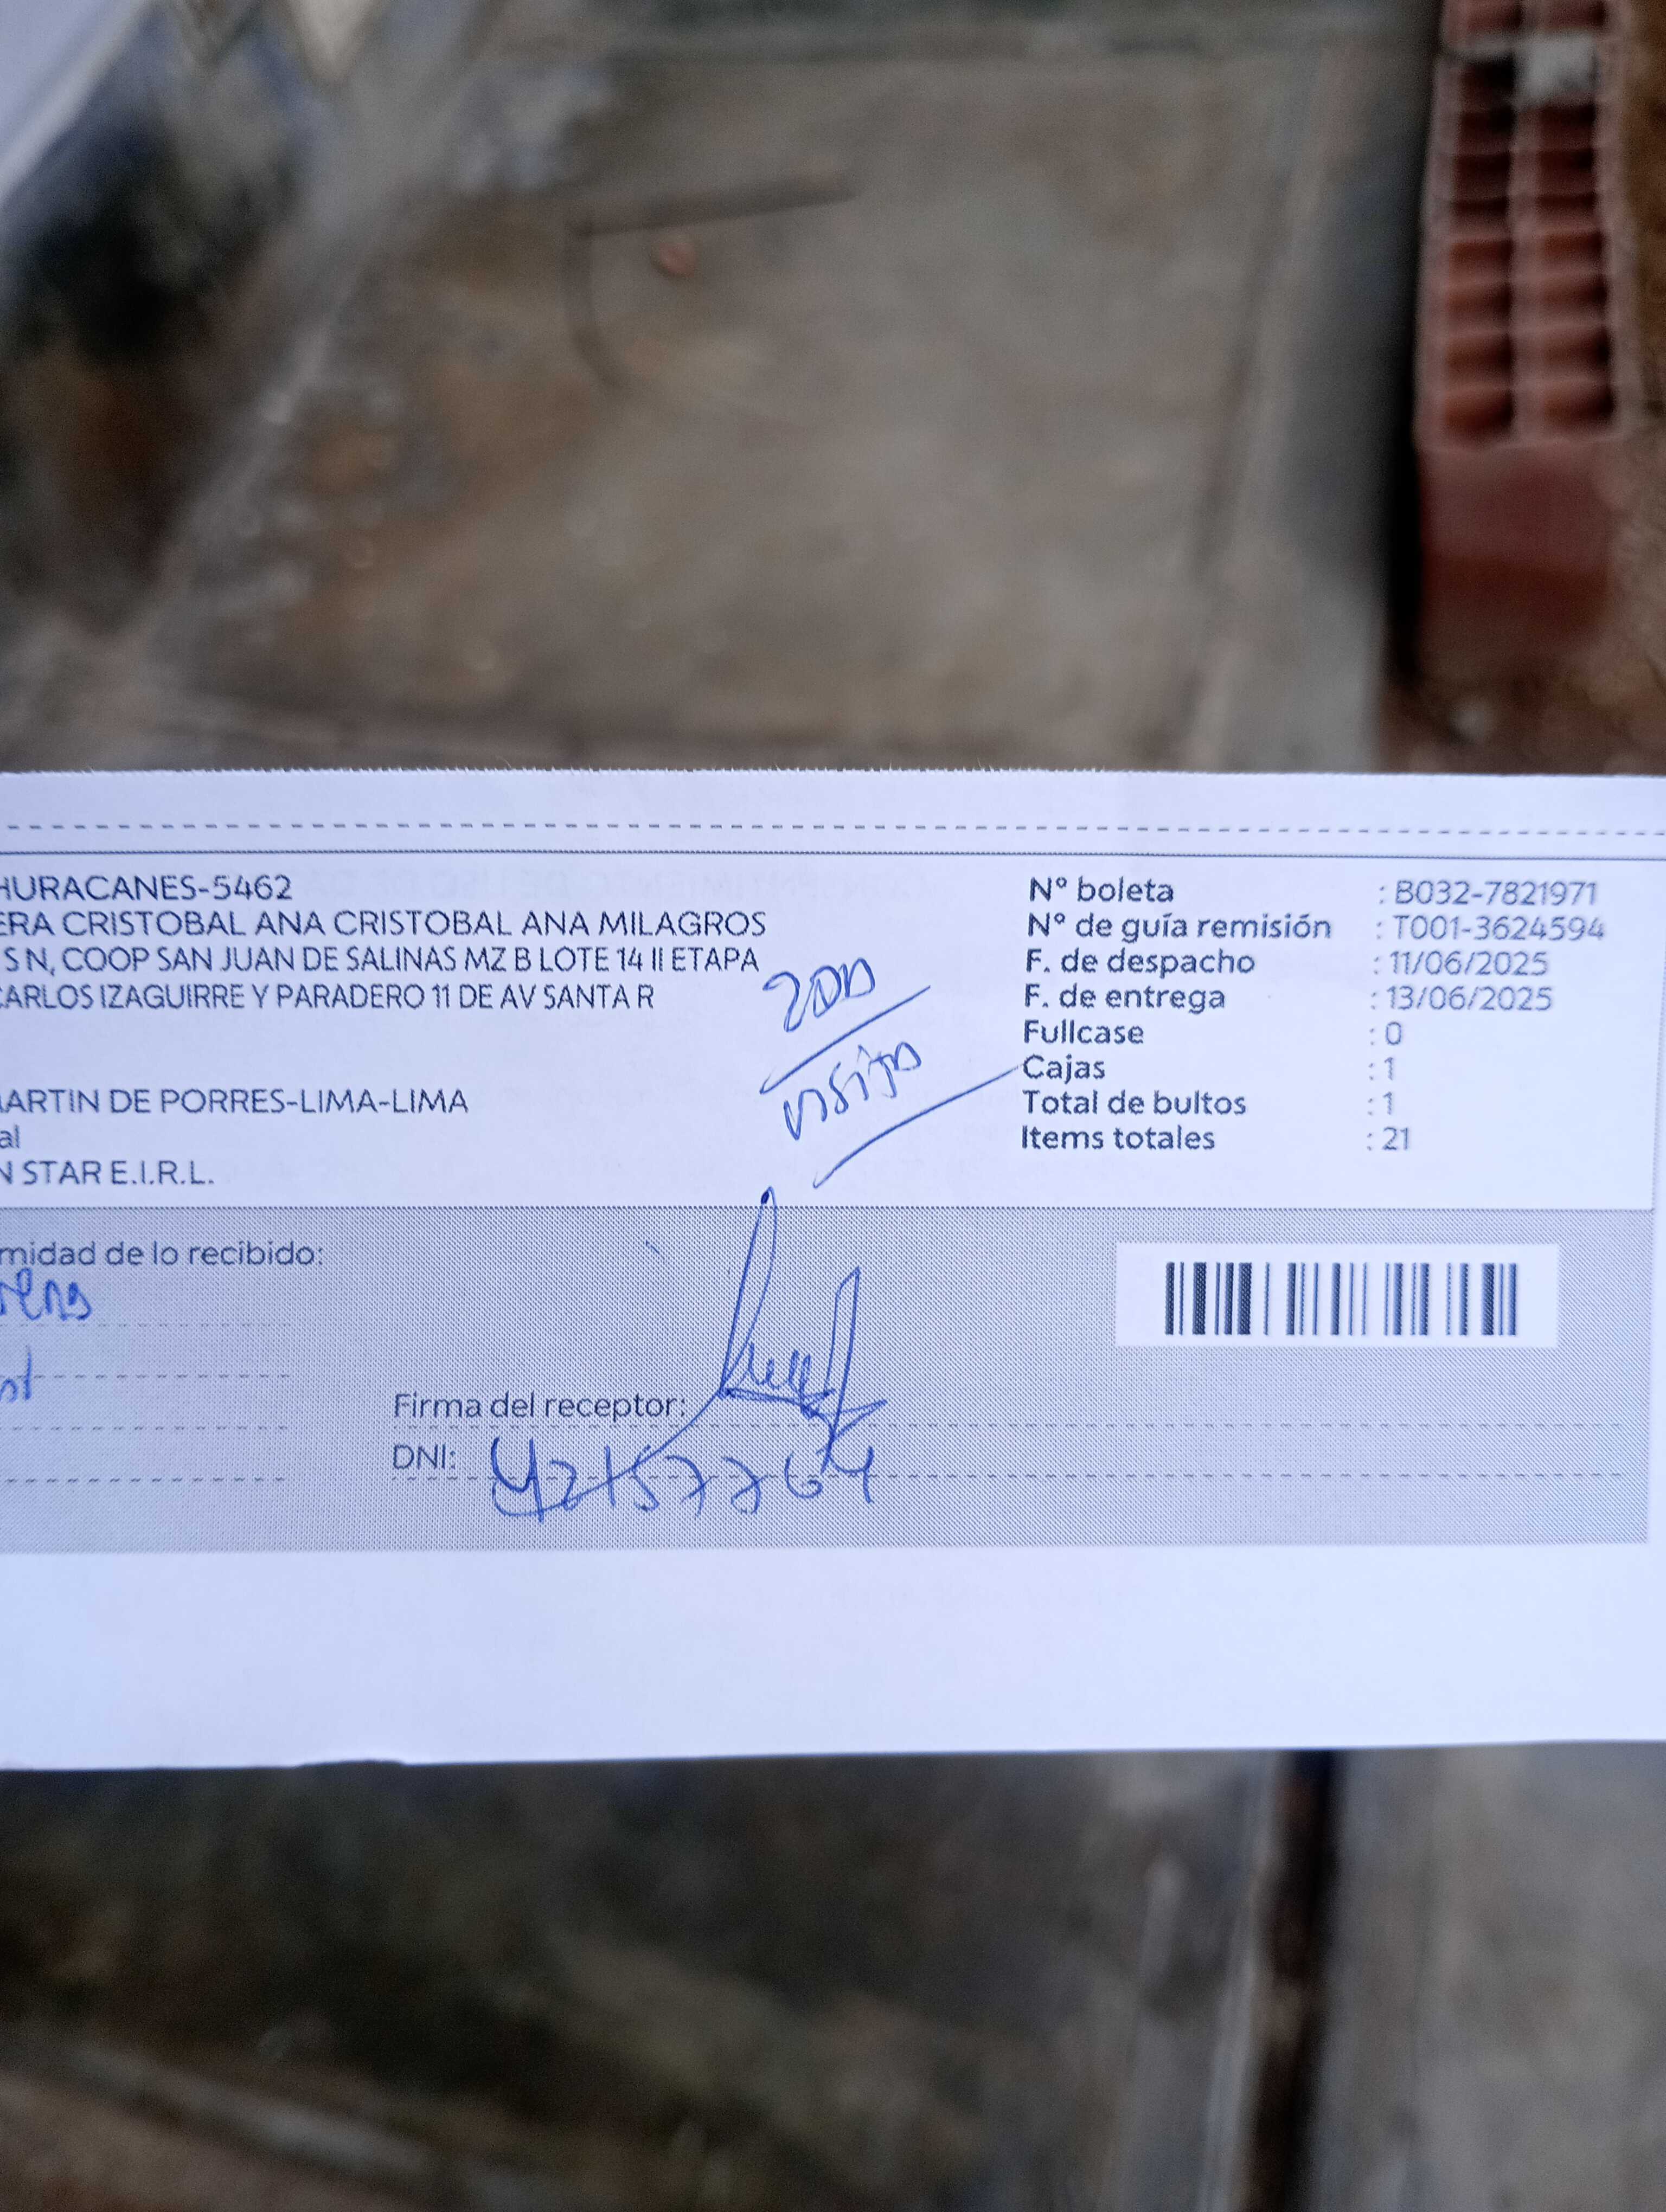 HURACANES-5462
ERA CRISTOBAL ANA CRISTOBAL ANA MILAGROS
S N, COOP SAN JUAN DE SALINAS MZ B LOTE 14 II ETAPA
CARLOS IZAGUIRRE Y PARADERO 11 DE AV SANTA R
ARTIN DE PORRES-LIMA-LIMA
al
N STAR E.I.R.L.
Nº boleta : B032-7821971
Nº de guía remisión : T001-3624594
F. de despacho : 11/06/2025
F. de entrega : 13/06/2025
Fullcase : 0
Cajas : 1
Total de bultos : 1
Items totales : 21
midad de lo recibido:
Firma del receptor:
DNI: 42157764